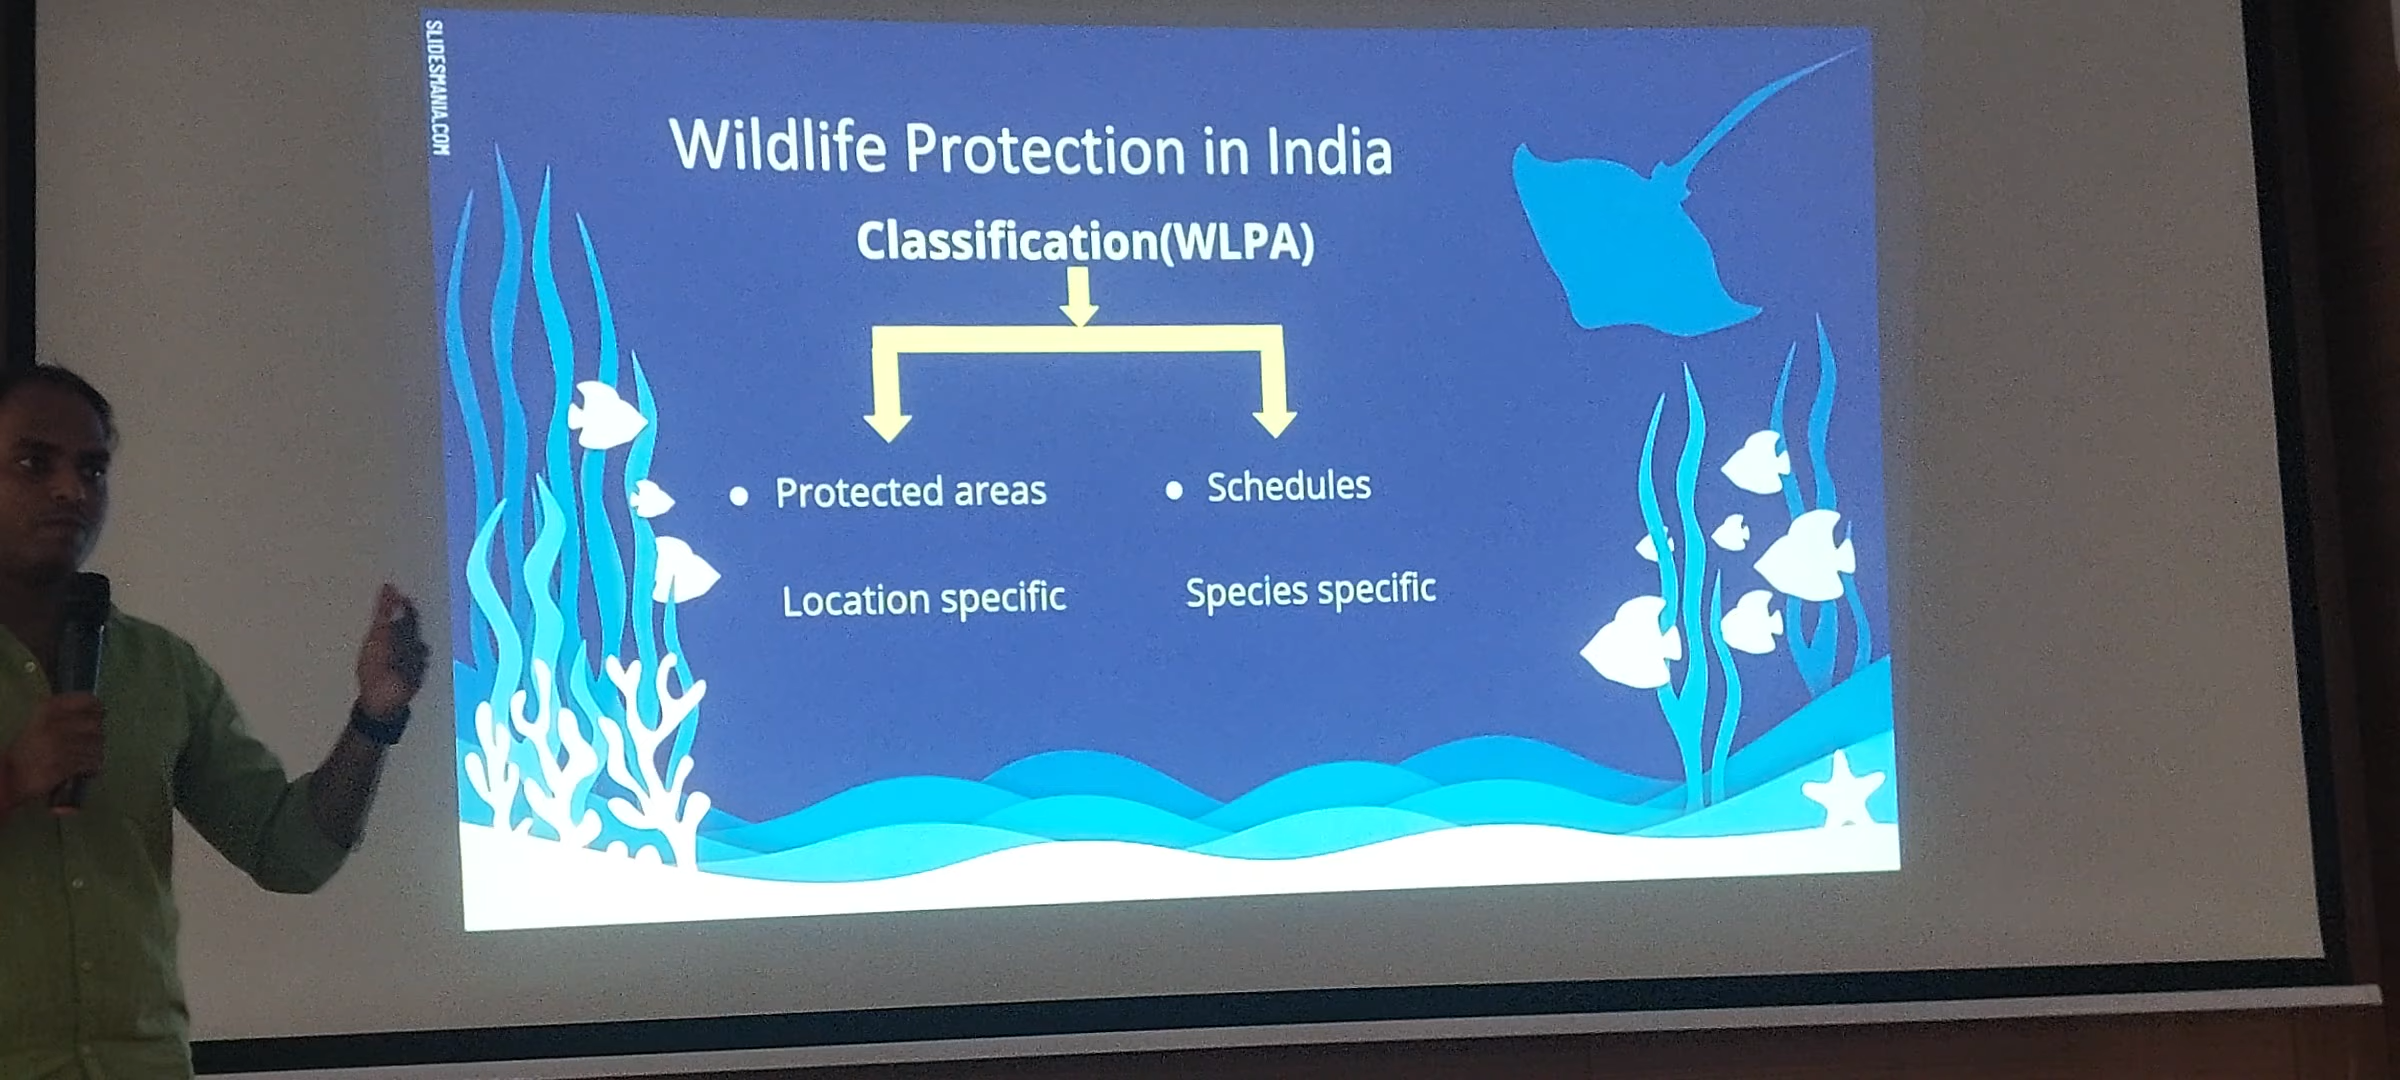 SLIDESMANIA.COM
Wildlife Protection in India
Classification(WLPA)
• Protected areas
• Schedules
Location specific
Species specific